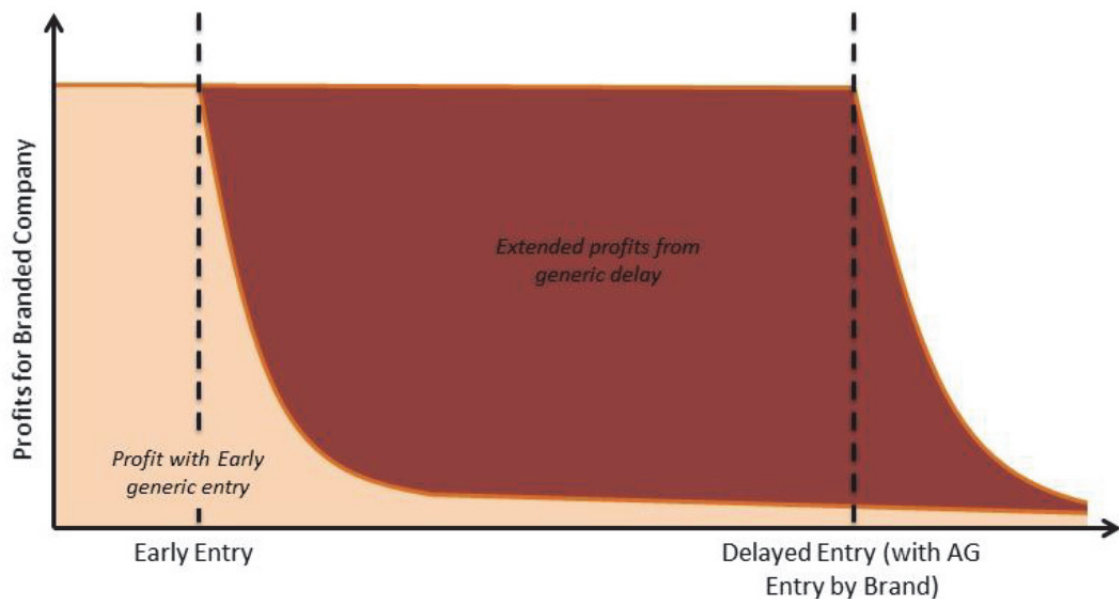 Profits for Branded Company
Extended profits from
generic delay
Profit with Early
generic entry
Early Entry
Delayed Entry (with AG
Entry by Brand)